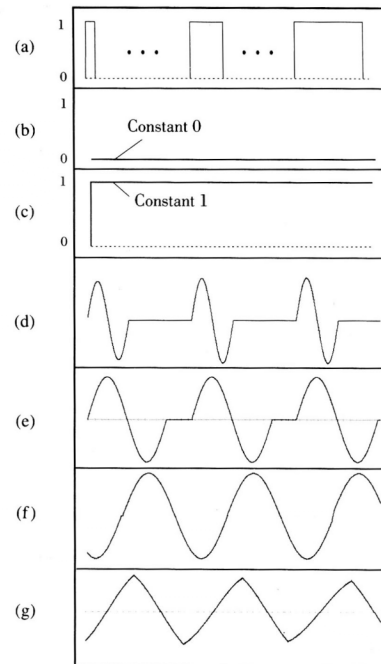 (a)
1
0
(b)
1
0
Constant 0
(c)
1
0
Constant 1
(d)
(e)
(f)
(g)